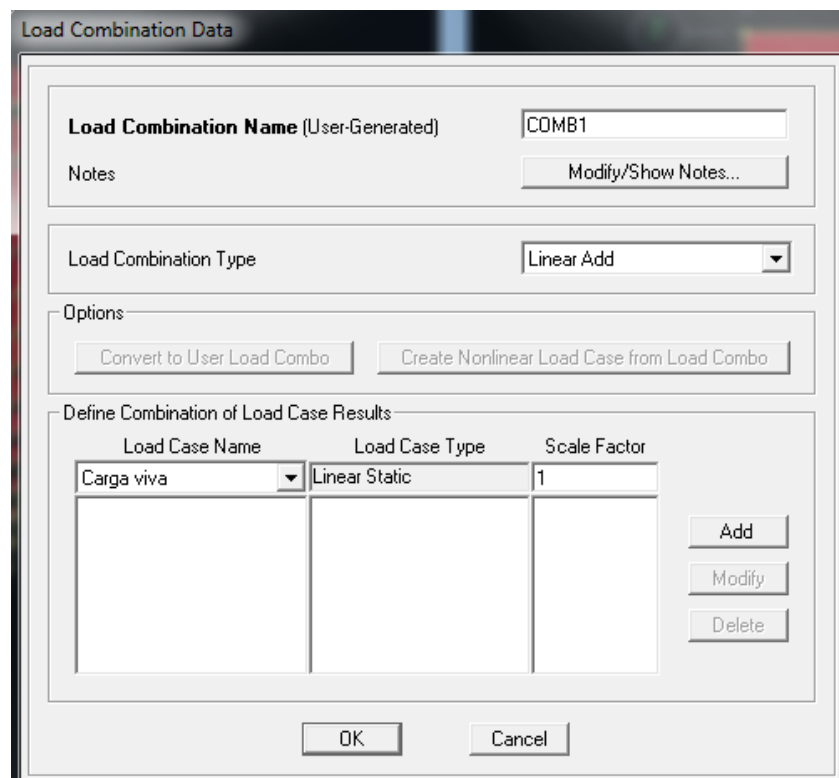 Load Combination Data
Load Combination Name (User-Generated) COMB1
Notes Modify/Show Notes...
Load Combination Type Linear Add
Options
Convert to User Load Combo Create Nonlinear Load Case from Load Combo
Define Combination of Load Case Results
Load Case Name Load Case Type Scale Factor
Carga viva Linear Static 1
Add
Modify
Delete
OK Cancel